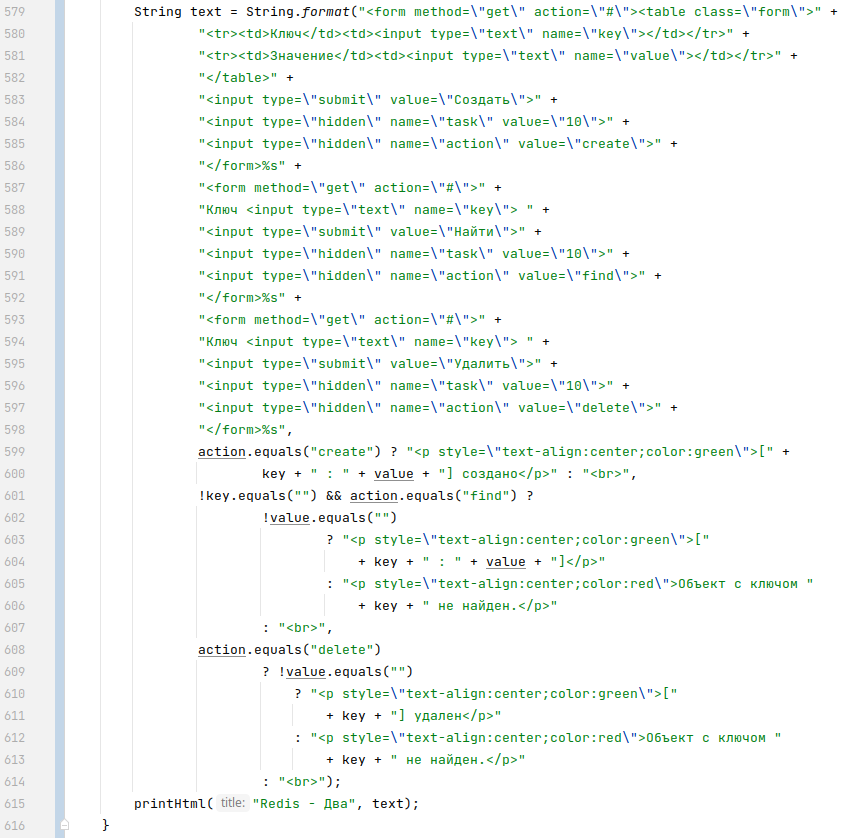 579 String text = String.format("<form method=\"get\" action=\"#\"><table class=\"form\">" +
580 "<tr><td>Ключ</td><td><input type=\"text\" name=\"key\"></td></tr>" +
581 "<tr><td>Значение</td><td><input type=\"text\" name=\"value\"></td></tr>" +
582 "</table>" +
583 "<input type=\"submit\" value=\"Создать\">" +
584 "<input type=\"hidden\" name=\"task\" value=\"10\">" +
585 "<input type=\"hidden\" name=\"action\" value=\"create\">" +
586 "</form>%s" +
587 "<form method=\"get\" action=\"#\">" +
588 "Ключ <input type=\"text\" name=\"key\"> " +
589 "<input type=\"submit\" value=\"Найти\">" +
590 "<input type=\"hidden\" name=\"task\" value=\"10\">" +
591 "<input type=\"hidden\" name=\"action\" value=\"find\">" +
592 "</form>%s" +
593 "<form method=\"get\" action=\"#\">" +
594 "Ключ <input type=\"text\" name=\"key\"> " +
595 "<input type=\"submit\" value=\"Удалить\">" +
596 "<input type=\"hidden\" name=\"task\" value=\"10\">" +
597 "<input type=\"hidden\" name=\"action\" value=\"delete\">" +
598 "</form>%s",
599 action.equals("create") ? "<p style=\"text-align:center;color:green\">[" +
600 key + " : " + value + "] создано</p>" : "<br>",
601 !key.equals("") && action.equals("find") ?
602 !value.equals("")
603 ? "<p style=\"text-align:center;color:green\">["
604 + key + " : " + value + "]</p>"
605 : "<p style=\"text-align:center;color:red\">Объект с ключом "
606 + key + " не найден.</p>"
607 : "<br>",
608 action.equals("delete")
609 ? !value.equals("")
610 ? "<p style=\"text-align:center;color:green\">["
611 + key + "] удален</p>"
612 : "<p style=\"text-align:center;color:red\">Объект с ключом "
613 + key + " не найден.</p>"
614 : "<br>");
615 printHtml( title: "Redis - Два", text);
616 }